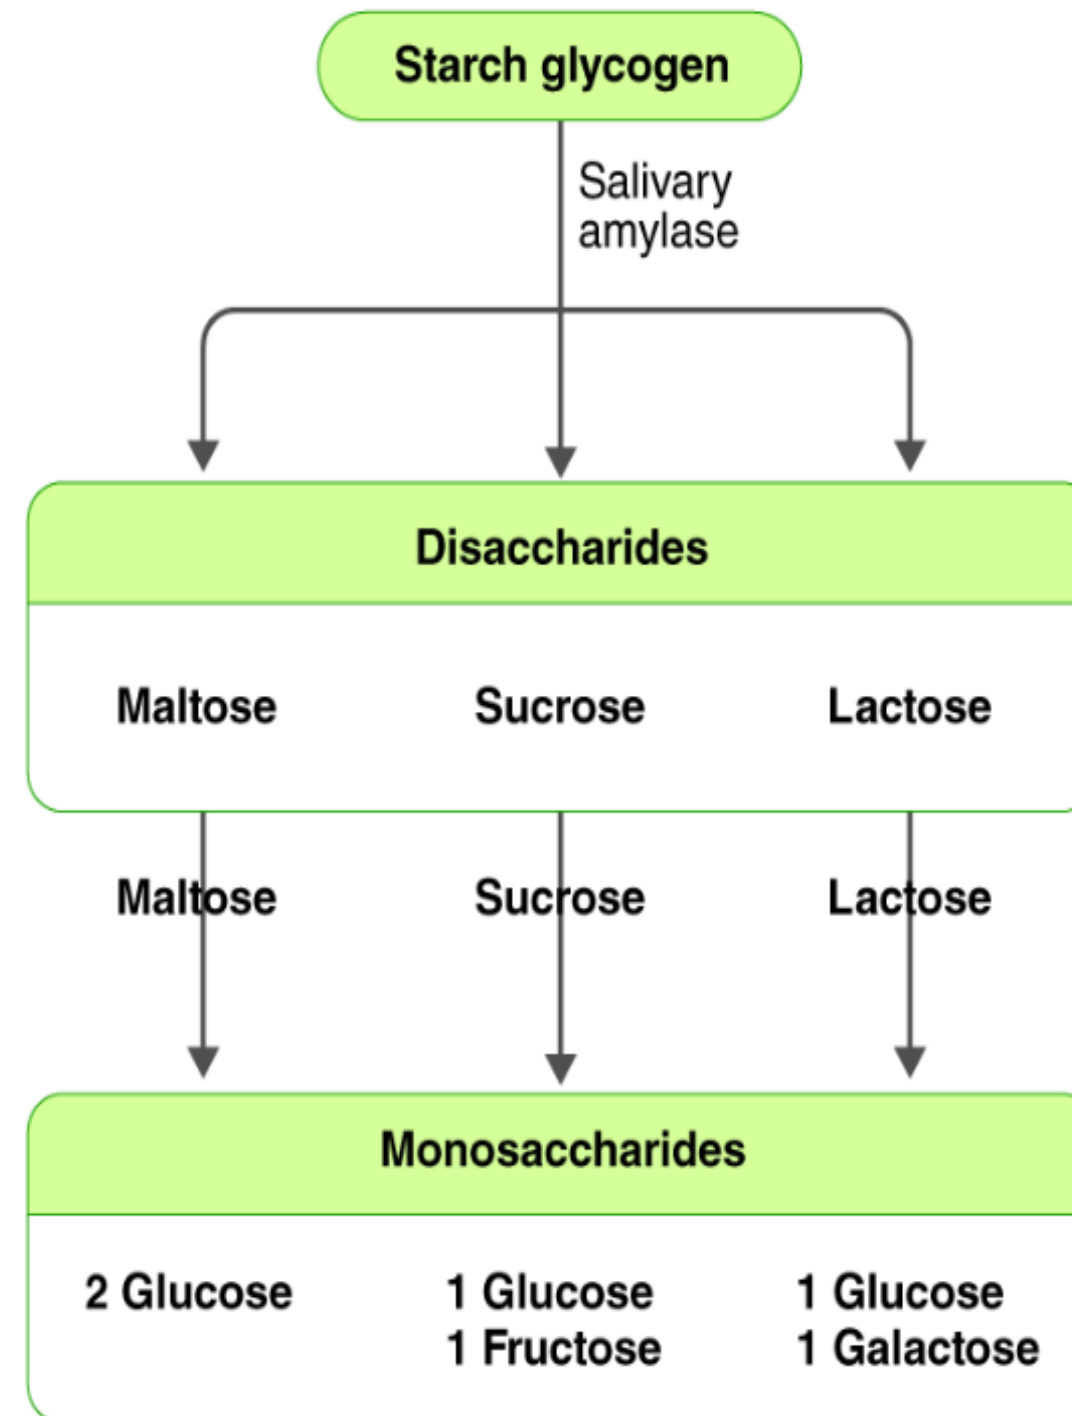 Starch glycogen
Salivary
amylase
Disaccharides
Maltose Sucrose Lactose
Maltose Sucrose Lactose
Monosaccharides
2 Glucose 1 Glucose 1 Glucose
1 Fructose 1 Galactose